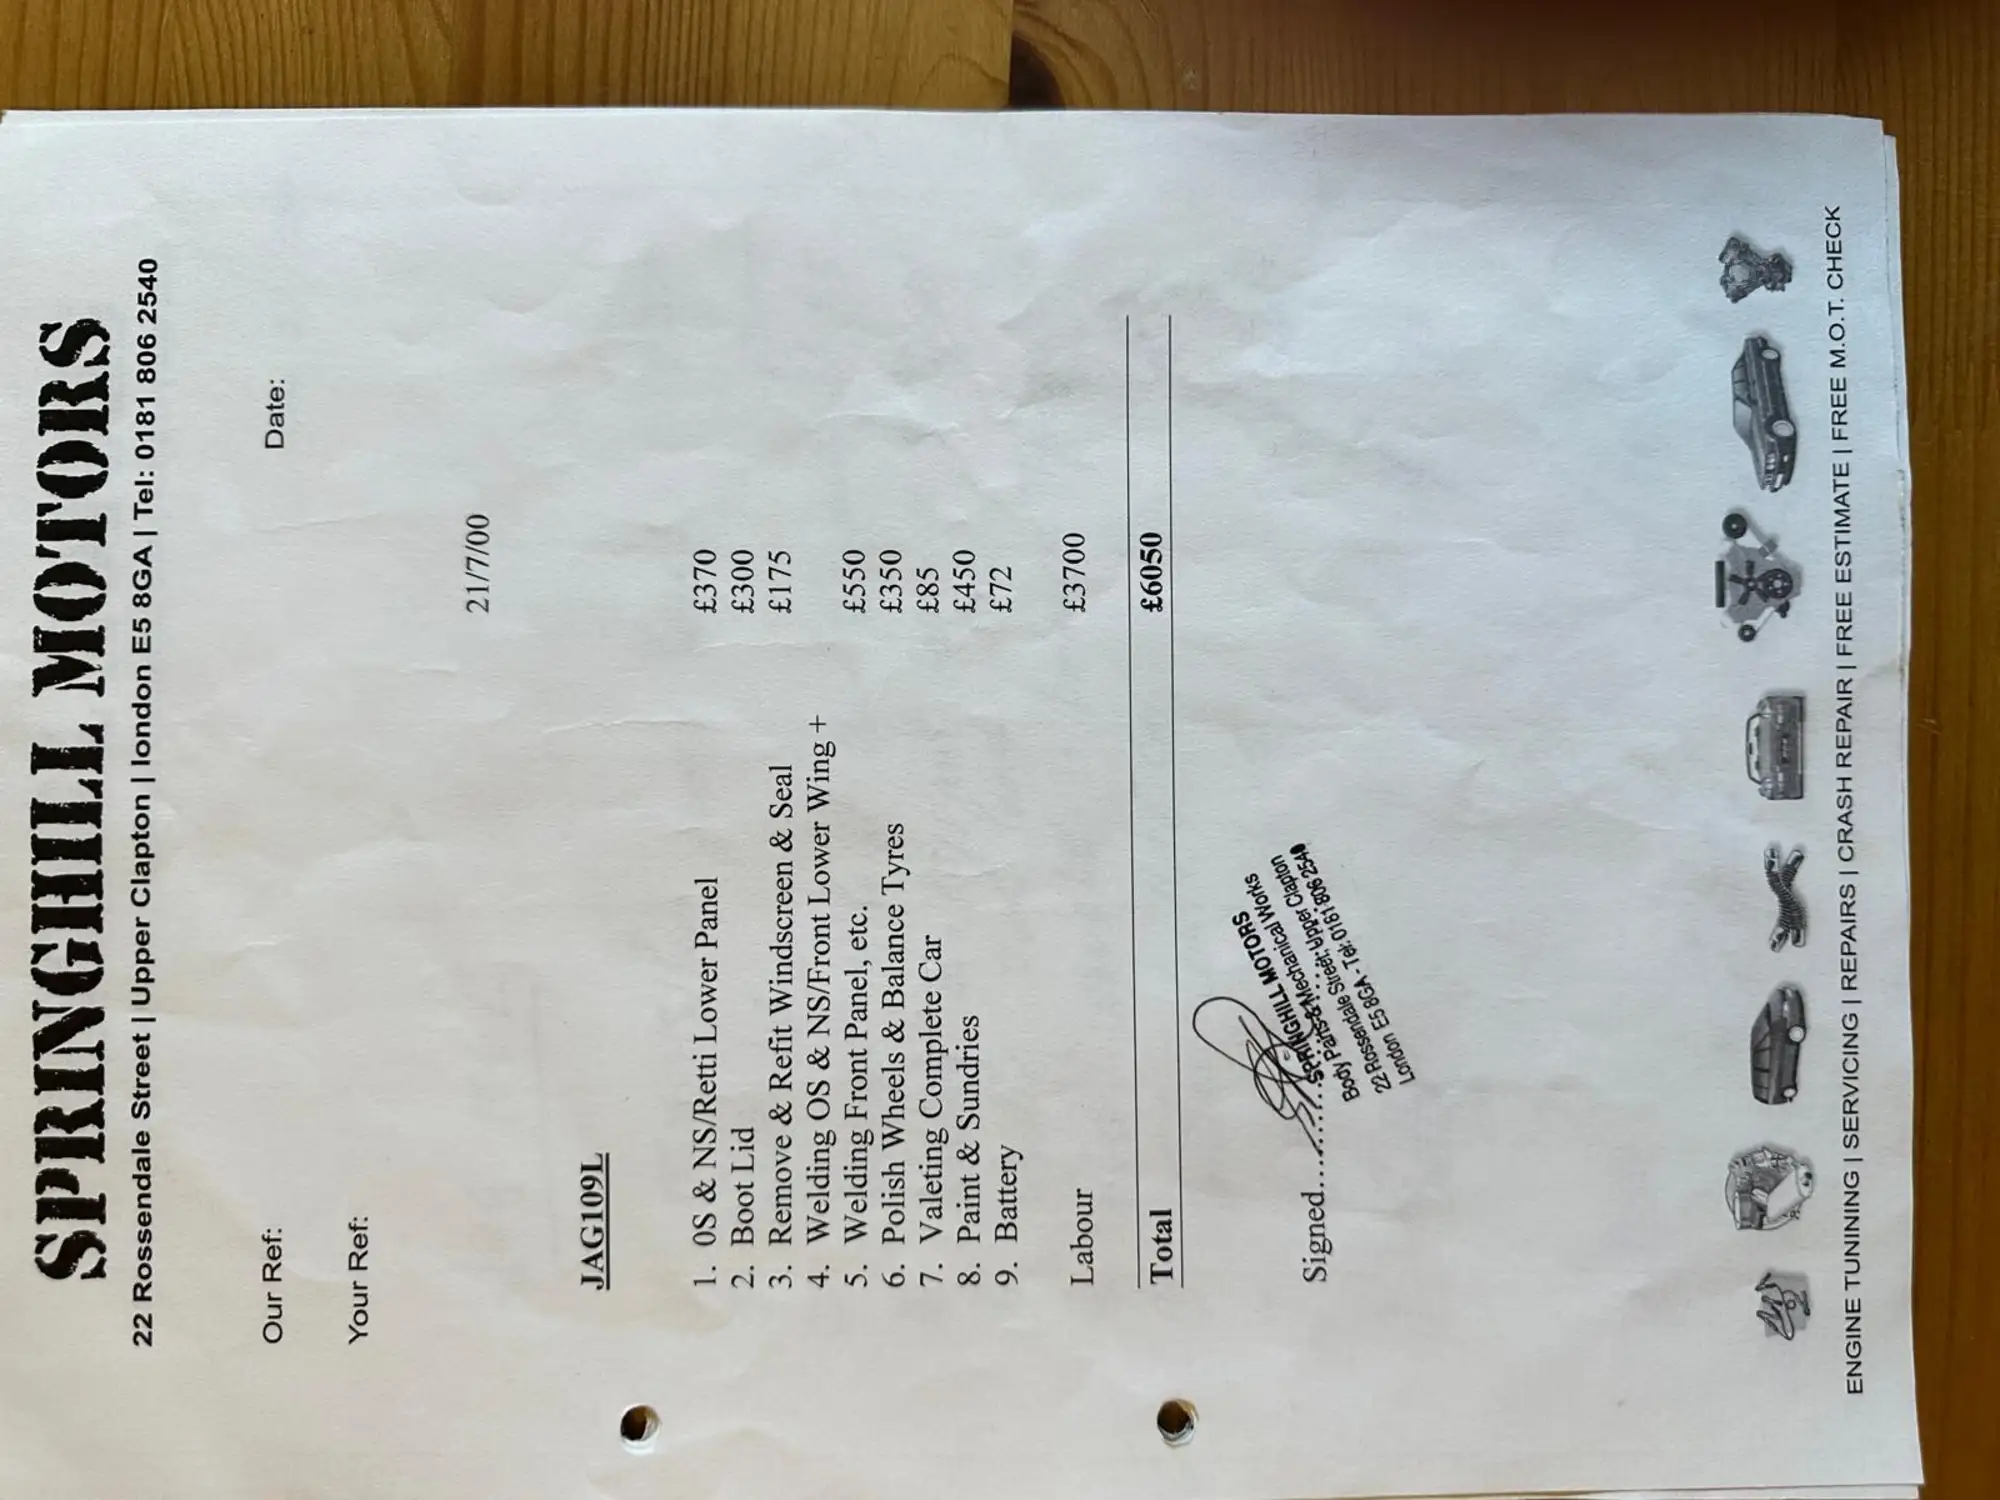 SPRINGHILL MOTORS
22 Rossendale Street | Upper Clapton | london E5 8GA | Tel: 0181 806 2540
Our Ref: Date:
Your Ref:
21/7/00
JAG109L
1. 0S & NS/Retti Lower Panel £370
2. Boot Lid £300
3. Remove & Refit Windscreen & Seal £175
4. Welding OS & NS/Front Lower Wing +
5. Welding Front Panel, etc. £550
6. Polish Wheels & Balance Tyres £350
7. Valeting Complete Car £85
8. Paint & Sundries £450
9. Battery £72
Labour £3700
Total £6050
Signed
SPRINGHILL MOTORS
Body Paint & Mechanical Works
22 Rossendale Street, Upper Clapton
London E5 8GA - Tel: 0181 806 2540
ENGINE TUNINING | SERVICING | REPAIRS | CRASH REPAIR | FREE ESTIMATE | FREE M.O.T. CHECK